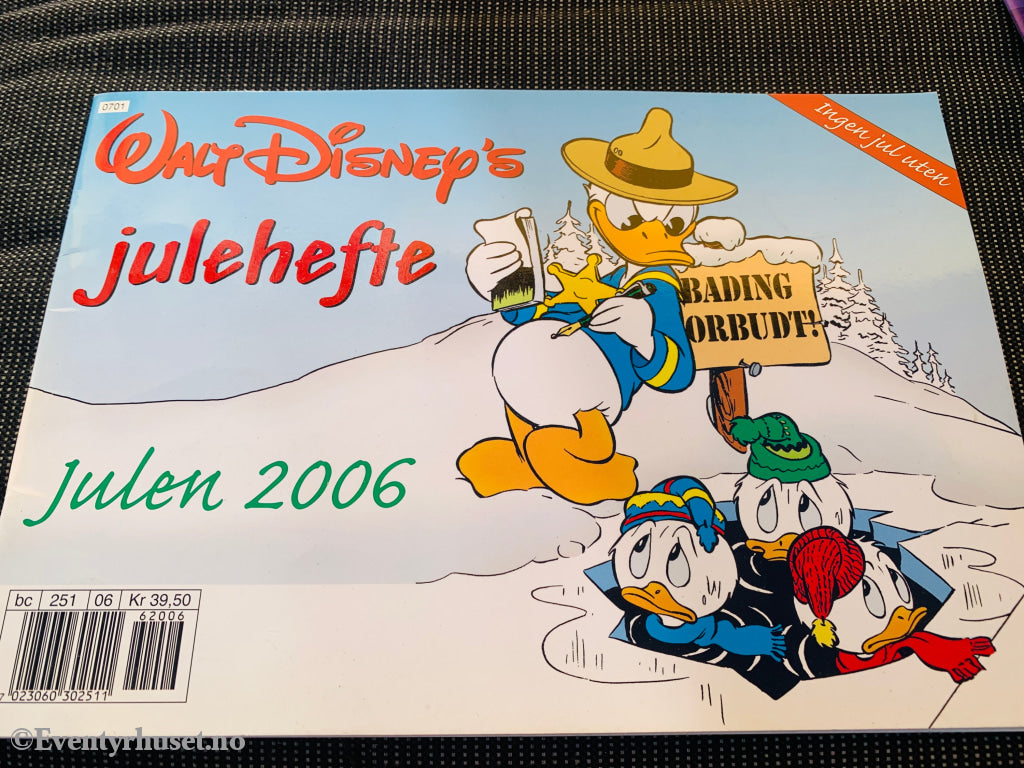 0701
WALT DISNEY'S
julehefte
Ingen jul uten
BADING
ORBUDT!
Julen 2006
bc 251 06 Kr 39,50
62006
7 023060 302511
©Eventyrhuset.no